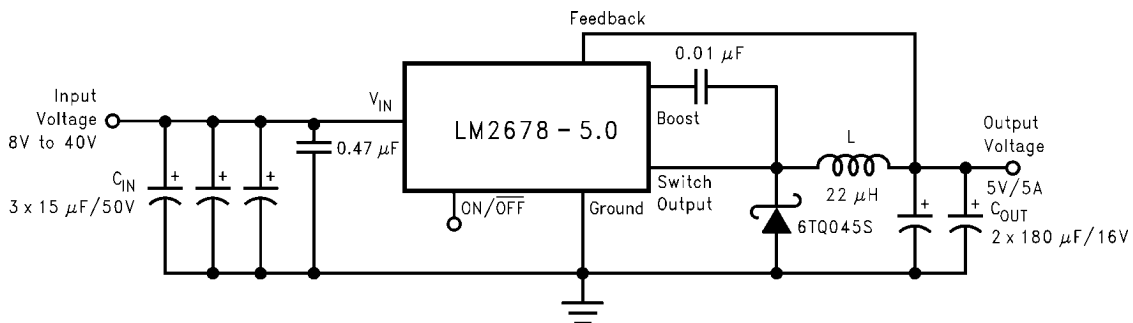 Feedback
0.01 μF
Input
Voltage
8V to 40V
V_IN
LM2678 - 5.0
Boost
0.47 μF
C_IN
3 x 15 μF/50V
ON/O̅F̅F̅
Ground
Switch
Output
L
22 μH
6TQ045S
Output
Voltage
5V/5A
C_OUT
2 x 180 μF/16V
+
+
+
+
+